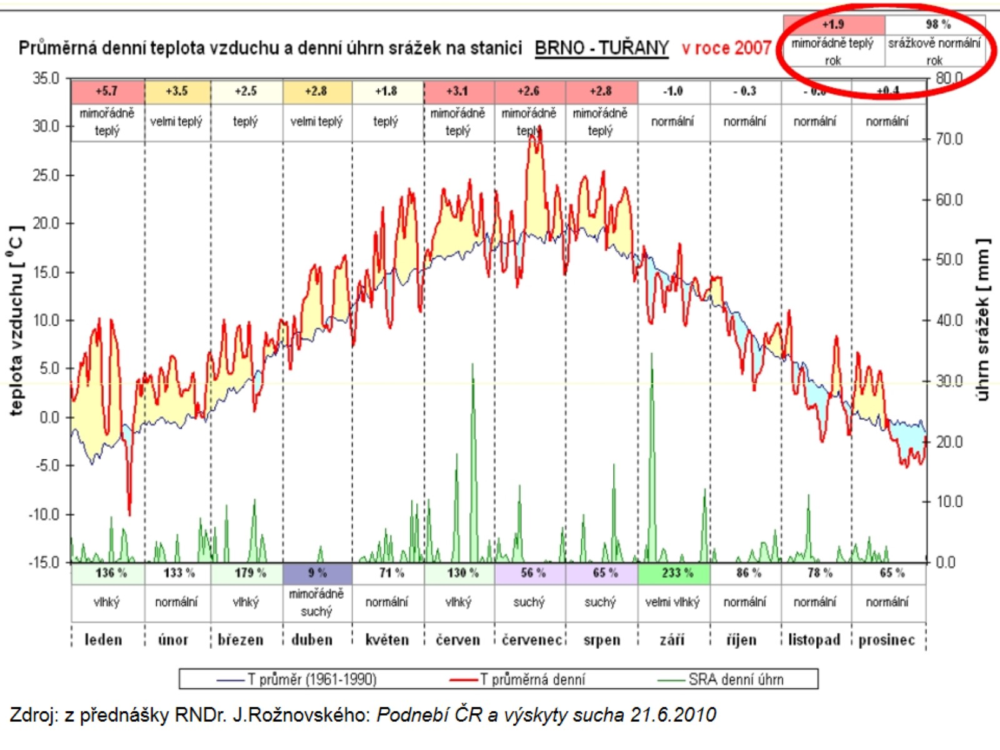 +1.9 98 %
mimořádně teplý srážkově normální
rok rok
Průměrná denní teplota vzduchu a denní úhrn srážek na stanici BRNO - TUŘANY v roce 2007
35.0 80.0
+5.7 +3.5 +2.5 +2.8 +1.8 +3.1 +2.6 +2.8 -1.0 - 0.3 +0.4
mimořádně velmi teplý teplý velmi teplý teplý mimořádně mimořádně mimořádně normální normální normální normální
teplý teplý teplý teplý
30.0 70.0
25.0 60.0
20.0 50.0
15.0 40.0
10.0 30.0
5.0 20.0
0.0 10.0
-5.0 0.0
-10.0
-15.0
teplota vzduchu [ °C ]
úhrn srážek [ mm ]
136 % 133 % 179 % 9 % 71 % 130 % 56 % 65 % 233 % 86 % 78 % 65 %
vlhký normální vlhký mimořádně normální vlhký suchý suchý velmi vlhký normální normální normální
suchý
leden únor březen duben květen červen červenec srpen září říjen listopad prosinec
T průměr (1961-1990) T průměrná denní SRA denní úhrn
Zdroj: z přednášky RNDr. J.Rožnovského: Podnebí ČR a výskyty sucha 21.6.2010